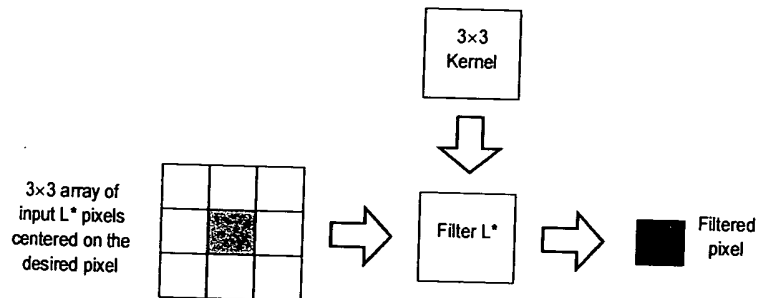 3×3
Kernel
3×3 array of
input L* pixels
centered on the
desired pixel
Filter L*
Filtered
pixel